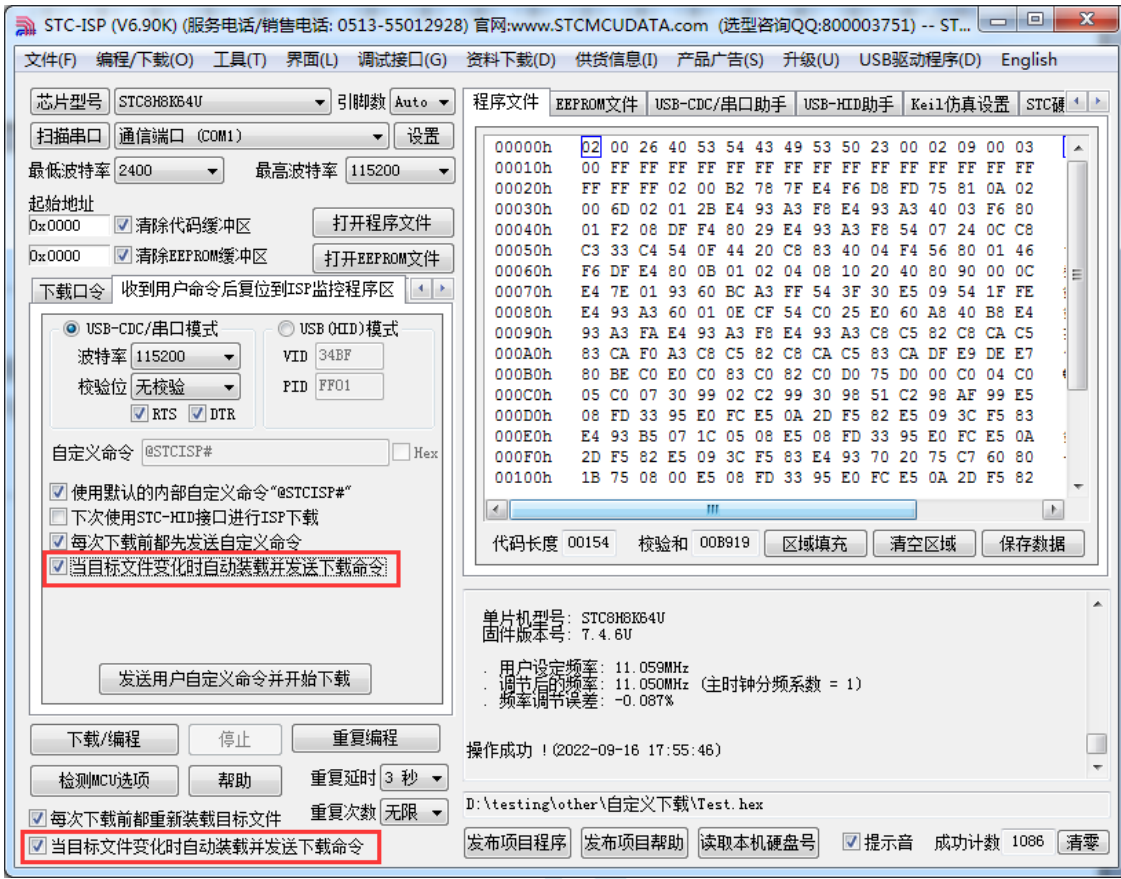 STC-ISP (V6.90K) (服务电话/销售电话: 0513-55012928) 官网:www.STCMCUDATA.com (选型咨询QQ:800003751) -- ST...
文件(F) 编程/下载(O) 工具(T) 界面(L) 调试接口(G) 资料下载(D) 供货信息(I) 产品广告(S) 升级(U) USB驱动程序(D) English
芯片型号 STC8H8K64U 引脚数 Auto
扫描串口 通信端口 (COM1) 设置
最低波特率 2400 最高波特率 115200
起始地址
0x0000 清除代码缓冲区 打开程序文件
0x0000 清除EEPROM缓冲区 打开EEPROM文件
下载口令 收到用户命令后复位到ISP监控程序区
USB-CDC/串口模式 USB(HID)模式
波特率 115200 VID 34BF
校验位 无校验 PID FF01
RTS DTR
自定义命令 @STCISP# Hex
使用默认的内部自定义命令"@STCISP#"
下次使用STC-HID接口进行ISP下载
每次下载前都先发送自定义命令
当目标文件变化时自动装载并发送下载命令
发送用户自定义命令并开始下载
下载/编程 停止 重复编程
检测MCU选项 帮助 重复延时 3 秒
每次下载前都重新装载目标文件 重复次数 无限
当目标文件变化时自动装载并发送下载命令
程序文件 EEPROM文件 USB-CDC/串口助手 USB-HID助手 Keil仿真设置 STC硬
00000h 02 00 26 40 53 54 43 49 53 50 23 00 02 09 00 03
00010h 00 FF FF FF FF FF FF FF FF FF FF FF FF FF FF FF
00020h FF FF FF 02 00 B2 78 7F E4 F6 D8 FD 75 81 0A 02
00030h 00 6D 02 01 2B E4 93 A3 F8 E4 93 A3 40 03 F6 80
00040h 01 F2 08 DF F4 80 29 E4 93 A3 F8 54 07 24 0C C8
00050h C3 33 C4 54 0F 44 20 C8 83 40 04 F4 56 80 01 46
00060h F6 DF E4 80 0B 01 02 04 08 10 20 40 80 90 00 0C
00070h E4 7E 01 93 60 BC A3 FF 54 3F 30 E5 09 54 1F FE
00080h E4 93 A3 60 01 0E CF 54 C0 25 E0 60 A8 40 B8 E4
00090h 93 A3 FA E4 93 A3 F8 E4 93 A3 C8 C5 82 C8 CA C5
000A0h 83 CA F0 A3 C8 C5 82 C8 CA C5 83 CA DF E9 DE E7
000B0h 80 BE C0 E0 C0 83 C0 82 C0 D0 75 D0 00 C0 04 C0
000C0h 05 C0 07 30 99 02 C2 99 30 98 51 C2 98 AF 99 E5
000D0h 08 FD 33 95 E0 FC E5 0A 2D F5 82 E5 09 3C F5 83
000E0h E4 93 B5 07 1C 05 08 E5 08 FD 33 95 E0 FC E5 0A
000F0h 2D F5 82 E5 09 3C F5 83 E4 93 70 20 75 C7 60 80
00100h 1B 75 08 00 E5 08 FD 33 95 E0 FC E5 0A 2D F5 82
代码长度 00154 校验和 00B919 区域填充 清空区域 保存数据
单片机型号: STC8H8K64U
固件版本号: 7.4.6U
. 用户设定频率: 11.059MHz
. 调节后的频率: 11.050MHz (主时钟分频系数 = 1)
. 频率调节误差: -0.087%
操作成功 !(2022-09-16 17:55:46)
D:\testing\other\自定义下载\Test.hex
发布项目程序 发布项目帮助 读取本机硬盘号 提示音 成功计数 1086 清零